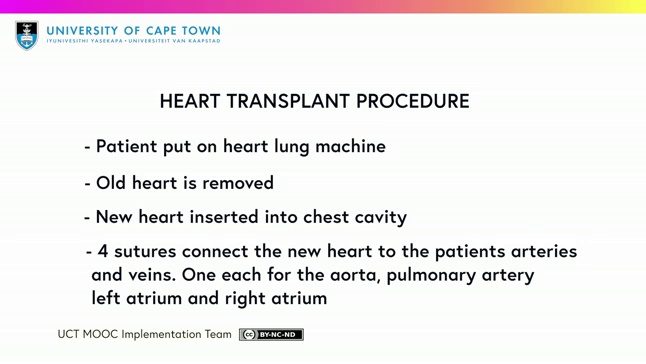 UNIVERSITY OF CAPE TOWN
IYUNIVESITHI YASEKAPA • UNIVERSITEIT VAN KAAPSTAD
HEART TRANSPLANT PROCEDURE
- Patient put on heart lung machine
- Old heart is removed
- New heart inserted into chest cavity
- 4 sutures connect the new heart to the patients arteries
and veins. One each for the aorta, pulmonary artery
left atrium and right atrium
UCT MOOC Implementation Team cc BY-NC-ND